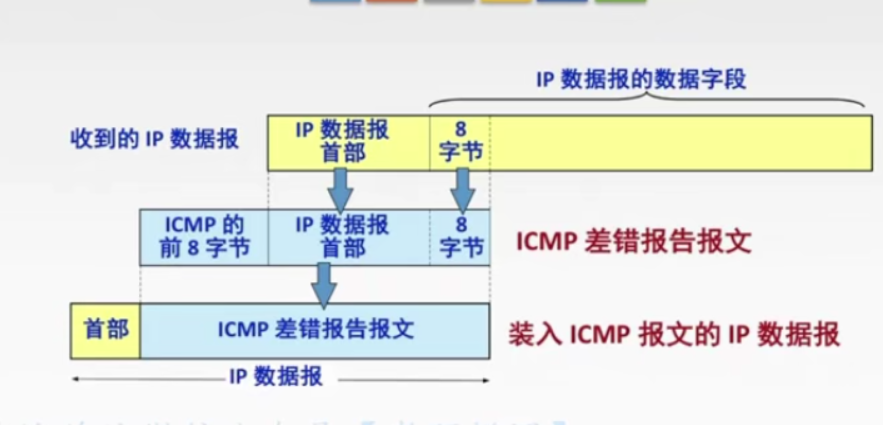 IP 数据报的数据字段
收到的 IP 数据报
IP 数据报
首部
8
字节
ICMP 的
前 8 字节
IP 数据报
首部
8
字节
ICMP 差错报告报文
首部
ICMP 差错报告报文
装入 ICMP 报文的 IP 数据报
IP 数据报